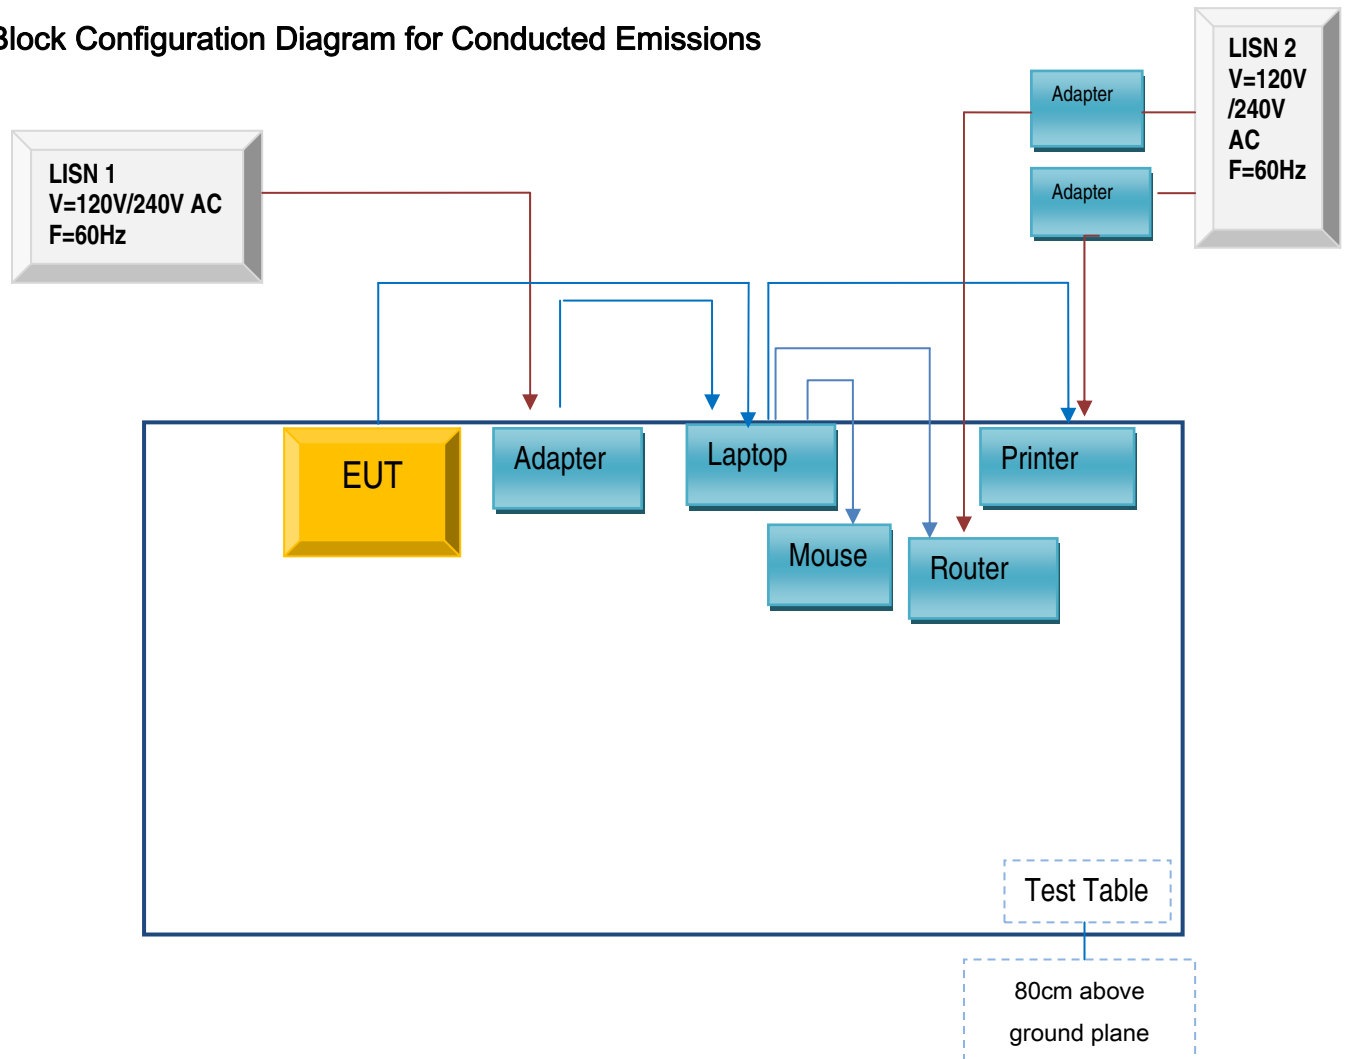 Block Configuration Diagram for Conducted Emissions
LISN 1
V=120V/240V AC
F=60Hz
Adapter
Adapter
LISN 2
V=120V
/240V
AC
F=60Hz
EUT
Adapter
Laptop
Printer
Mouse
Router
Test Table
80cm above
ground plane